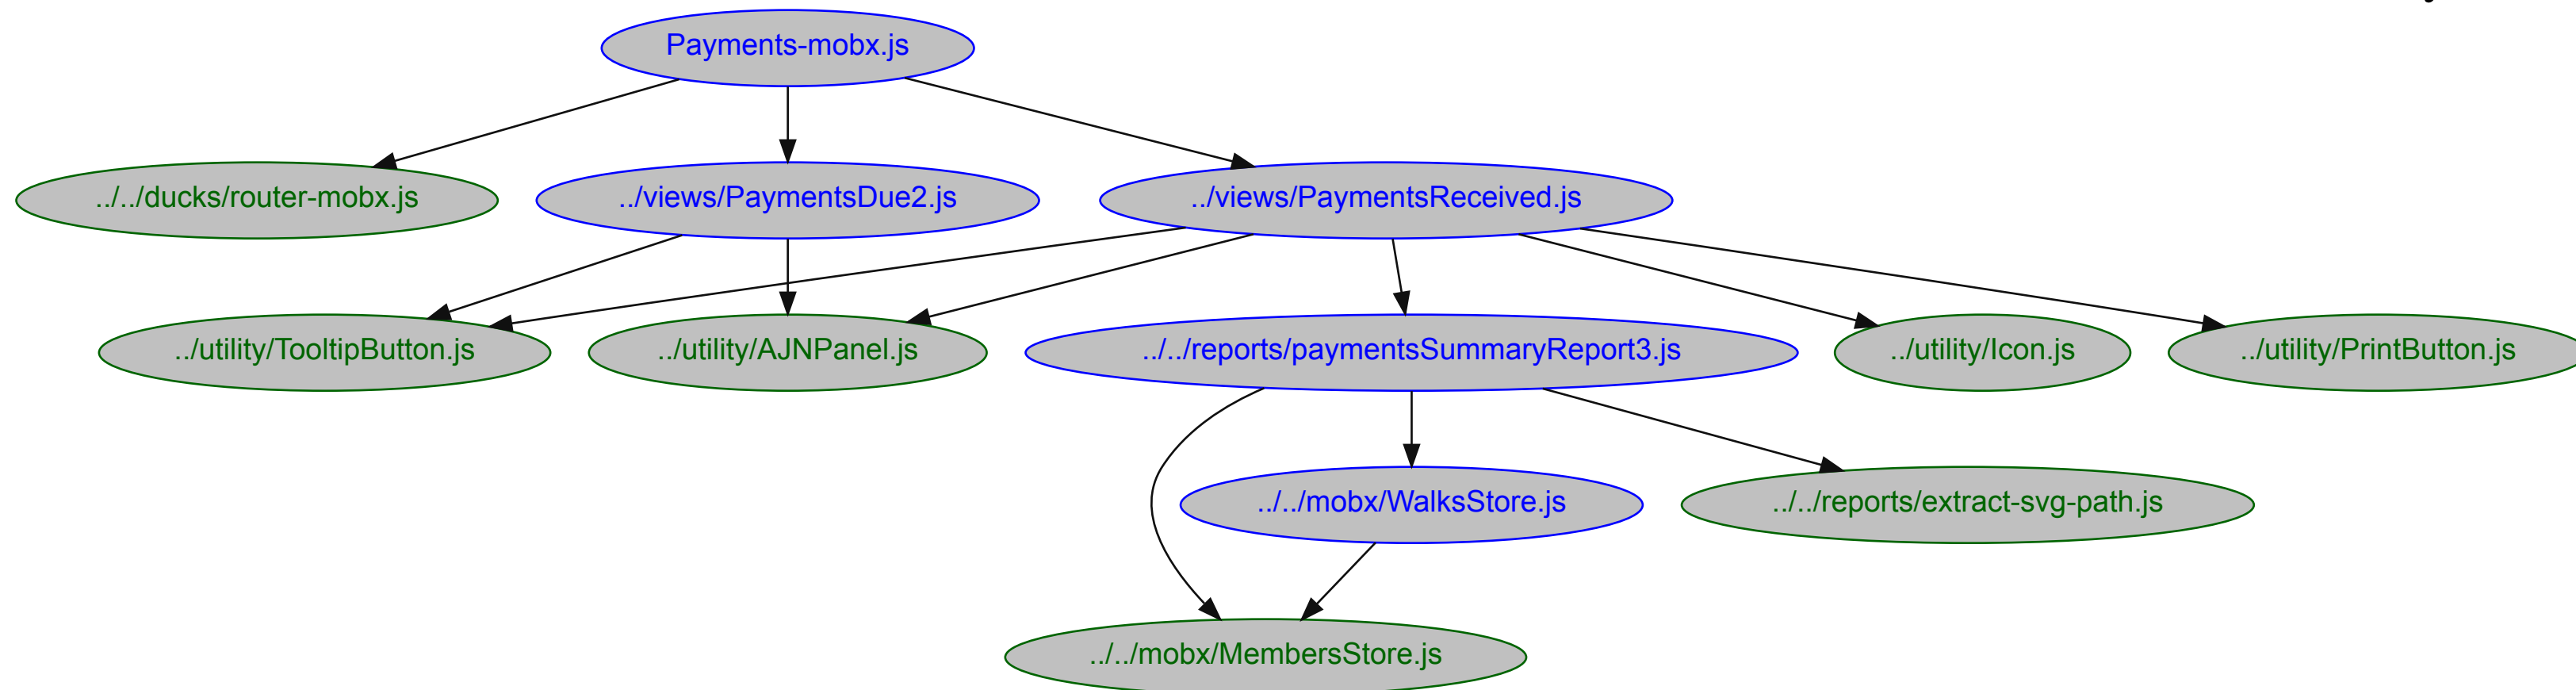 Payments-mobx.js
../../ducks/router-mobx.js
../views/PaymentsDue2.js
../views/PaymentsReceived.js
../utility/TooltipButton.js
../utility/AJNPanel.js
../../reports/paymentsSummaryReport3.js
../utility/Icon.js
../utility/PrintButton.js
../../mobx/WalksStore.js
../../reports/extract-svg-path.js
../../mobx/MembersStore.js